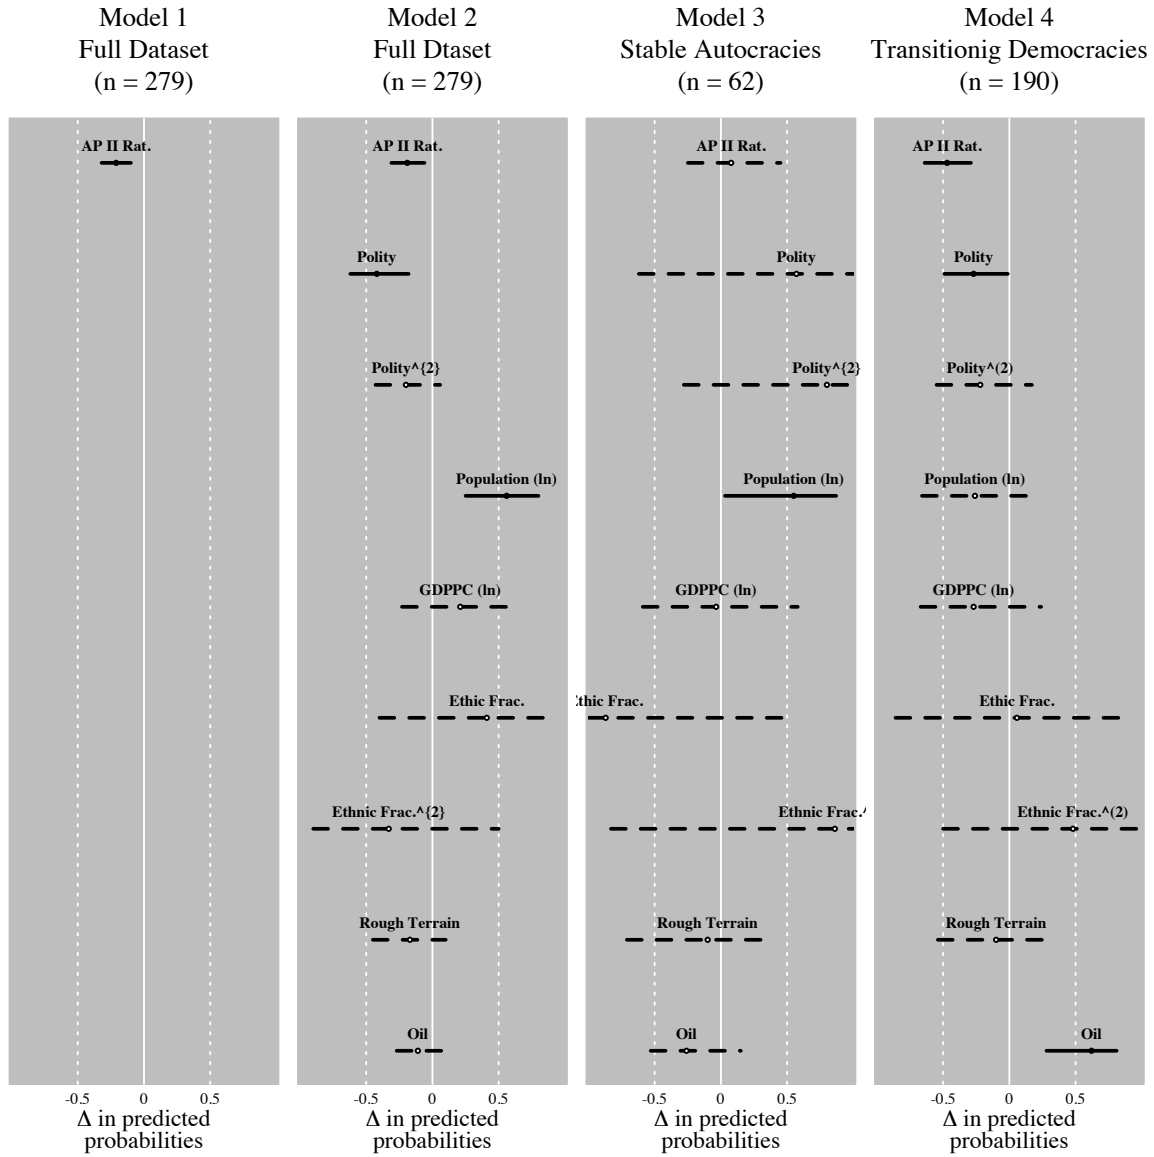 Model 1
Full Dataset
(n = 279)
AP II Rat.
-0.5 0 0.5
Δ in predicted
probabilities
Model 2
Full Dtaset
(n = 279)
AP II Rat.
Polity
Polity^{2}
Population (ln)
GDPPC (ln)
Ethic Frac.
Ethnic Frac.^{2}
Rough Terrain
Oil
-0.5 0 0.5
Δ in predicted
probabilities
Model 3
Stable Autocracies
(n = 62)
AP II Rat.
Polity
Polity^{2}
Population (ln)
GDPPC (ln)
thic Frac.
Ethnic Frac.^
Rough Terrain
Oil
-0.5 0 0.5
Δ in predicted
probabilities
Model 4
Transitionig Democracies
(n = 190)
AP II Rat.
Polity
Polity^(2)
Population (ln)
GDPPC (ln)
Ethic Frac.
Ethnic Frac.^(2)
Rough Terrain
Oil
-0.5 0 0.5
Δ in predicted
probabilities